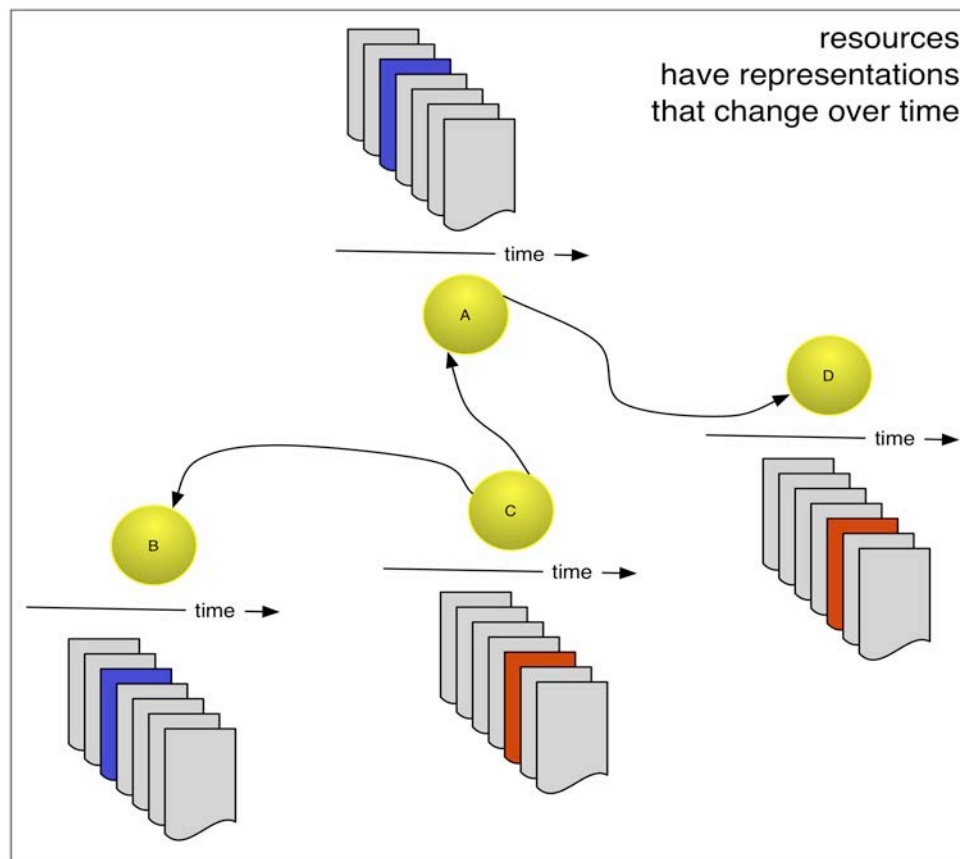 resources
have representations
that change over time
time
A
D
time
C
B
time
time